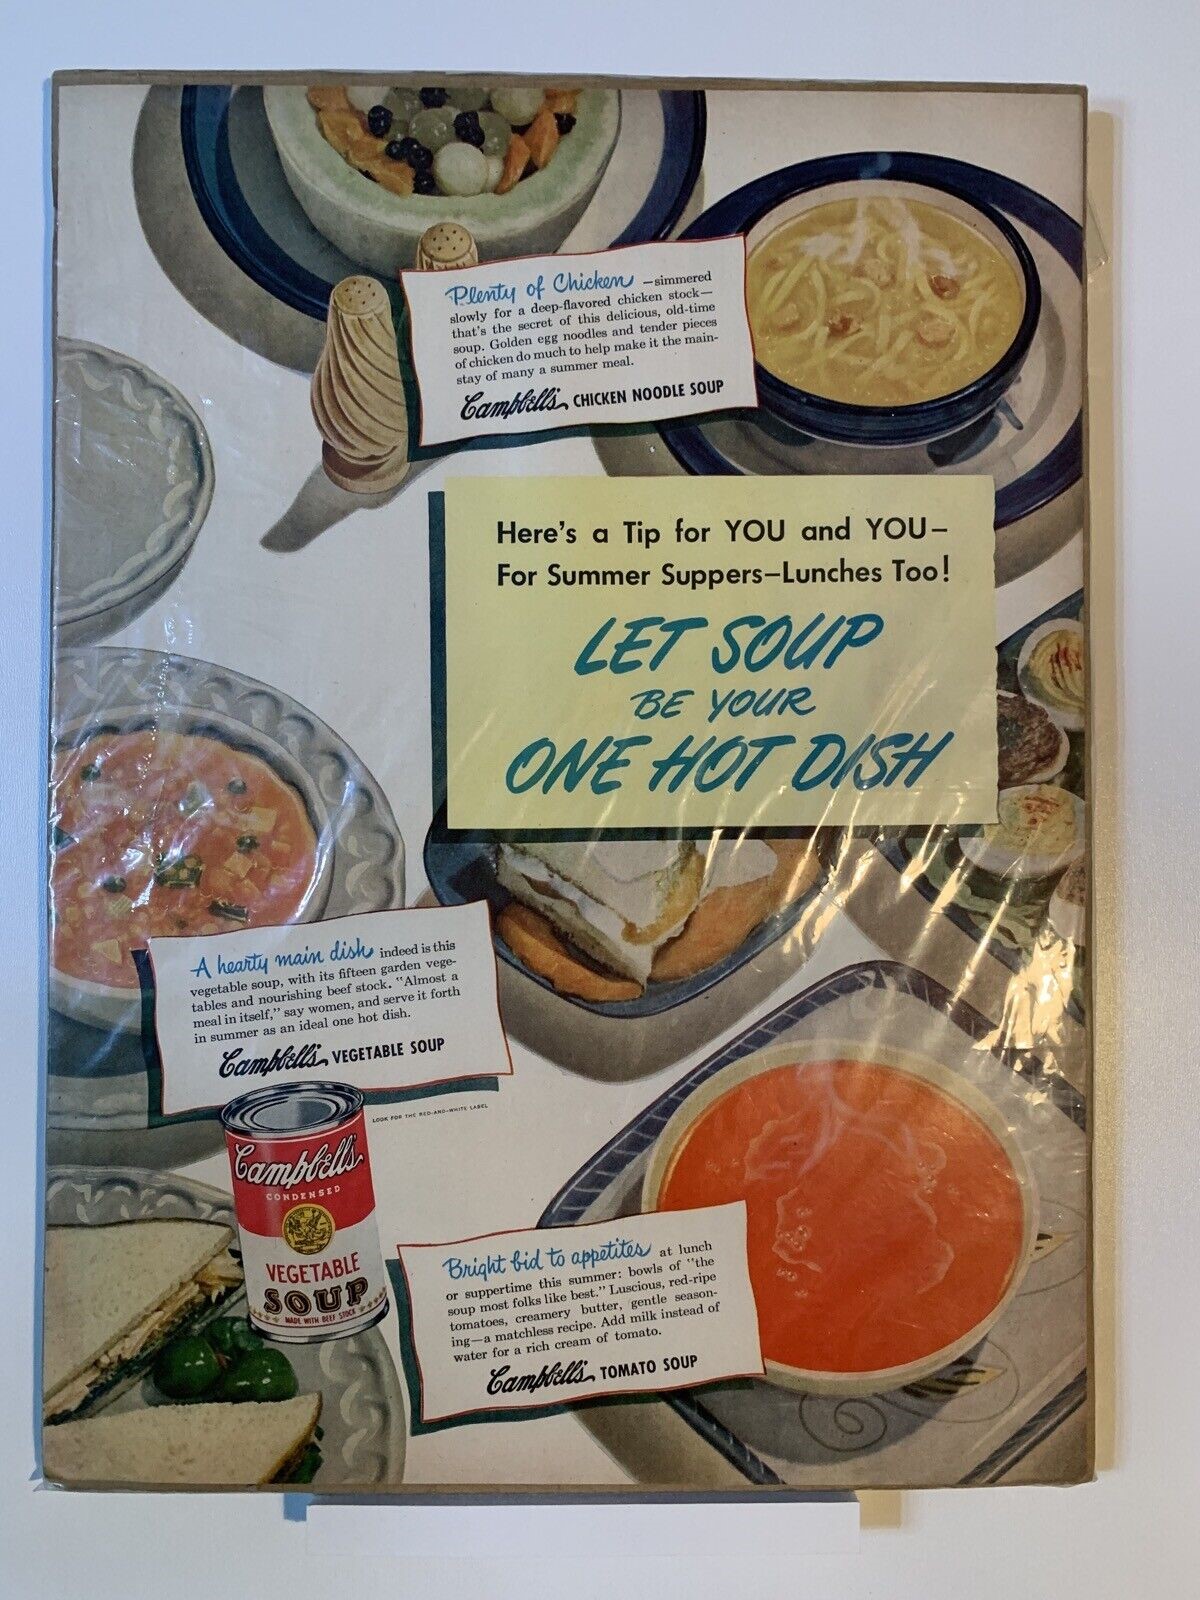 Plenty of Chicken —simmered
slowly for a deep-flavored chicken stock—
that's the secret of this delicious, old-time
soup. Golden egg noodles and tender pieces
of chicken do much to help make it the main-
stay of many a summer meal.
Campbell's CHICKEN NOODLE SOUP
Here's a Tip for YOU and YOU—
For Summer Suppers—Lunches Too!
LET SOUP
BE YOUR
ONE HOT DISH
A hearty main dish indeed is this
vegetable soup, with its fifteen garden vege-
tables and nourishing beef stock. "Almost a
meal in itself," say women, and serve it forth
in summer as an ideal one hot dish.
Campbell's VEGETABLE SOUP
LOOK FOR THE RED-AND-WHITE LABEL
Campbell's
CONDENSED
VEGETABLE
SOUP
MADE WITH BEEF STOCK
Bright bid to appetites at lunch
or suppertime this summer: bowls of "the
soup most folks like best." Luscious, red-ripe
tomatoes, creamery butter, gentle season-
ing—a matchless recipe. Add milk instead of
water for a rich cream of tomato.
Campbell's TOMATO SOUP